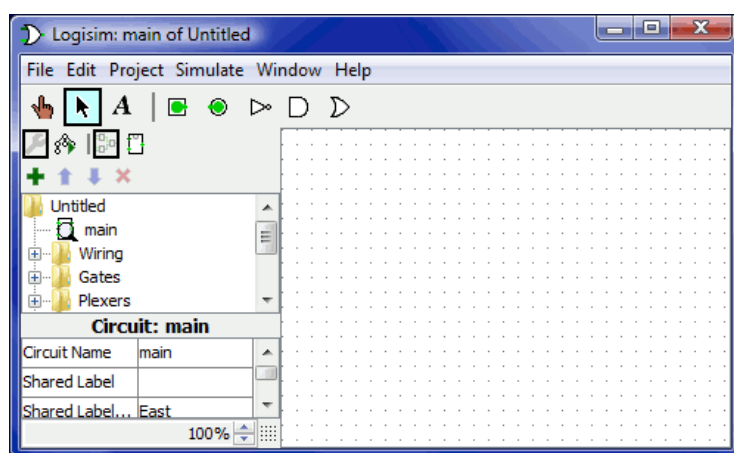 Logisim: main of Untitled
File Edit Project Simulate Window Help
A
Untitled
main
Wiring
Gates
Plexers
Circuit: main
Circuit Name main
Shared Label
Shared Label... East
100%